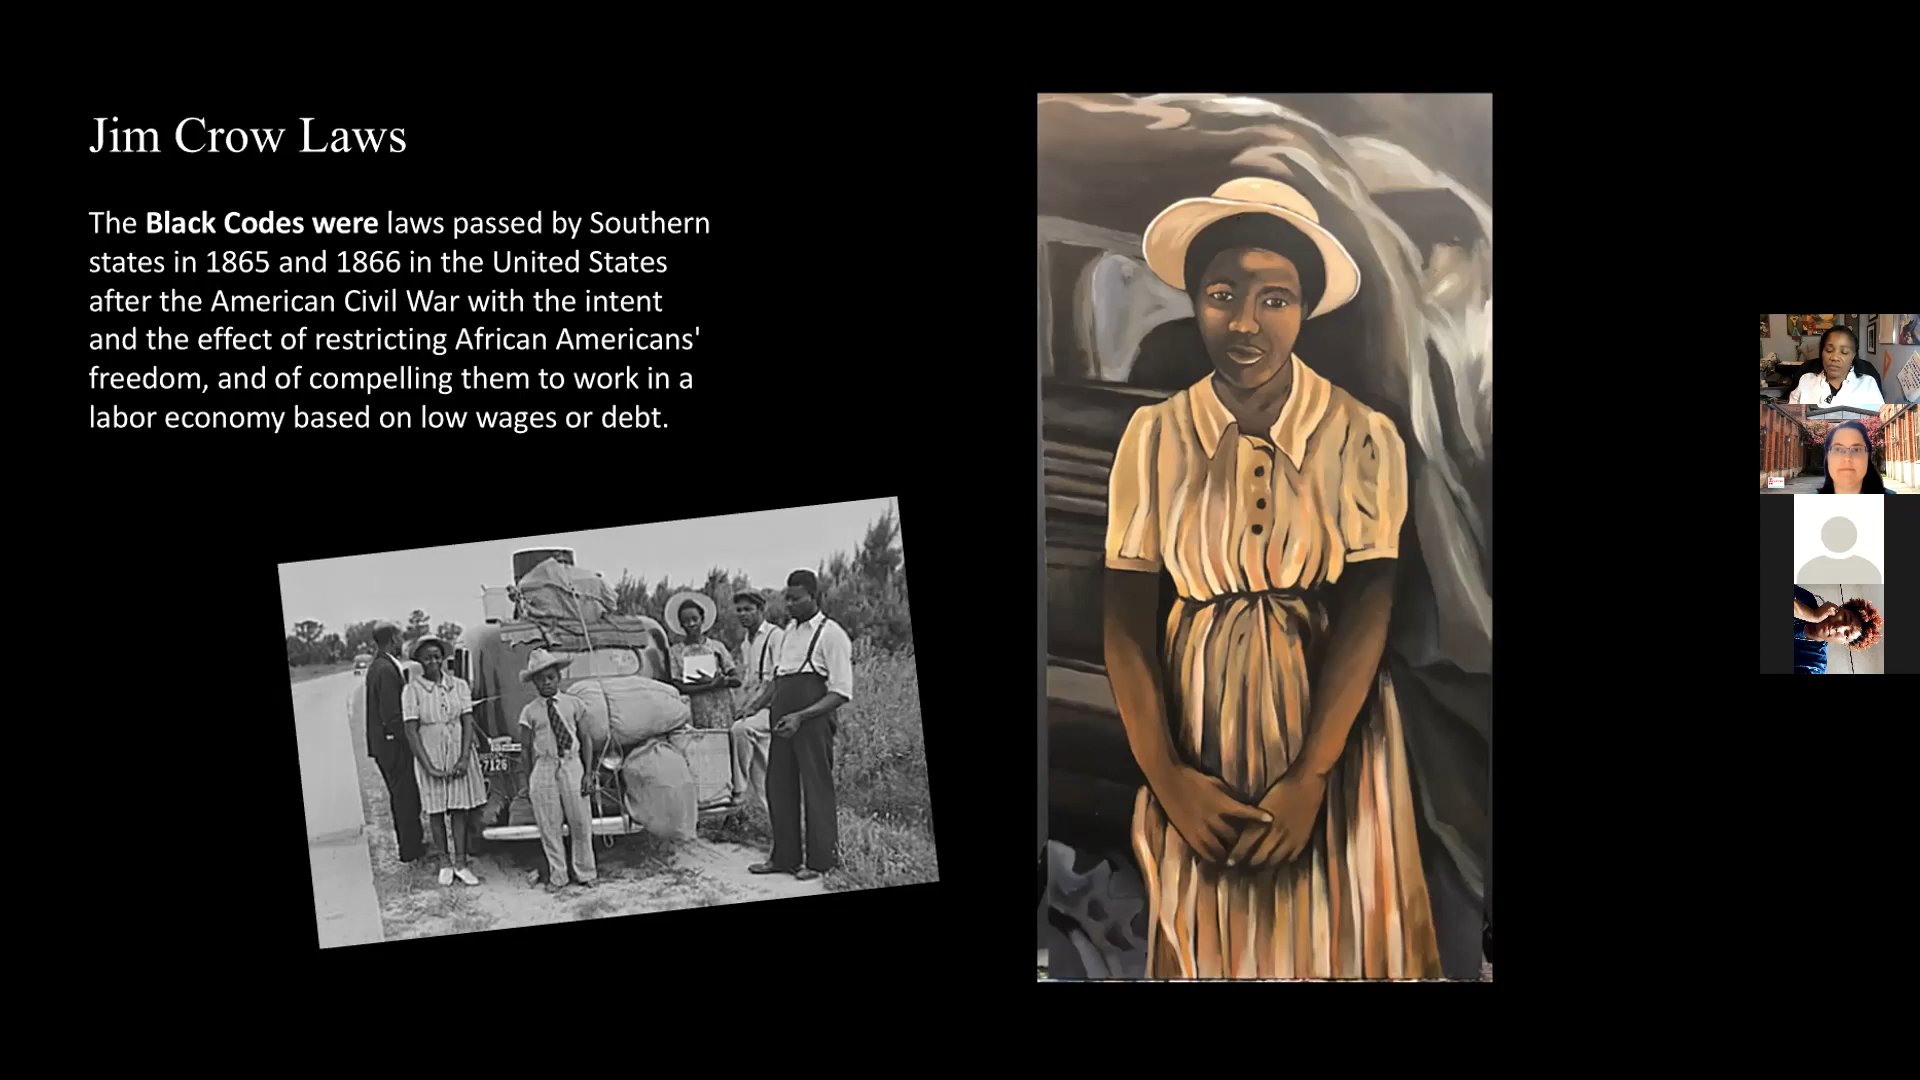 Jim Crow Laws
The Black Codes were laws passed by Southern
states in 1865 and 1866 in the United States
after the American Civil War with the intent
and the effect of restricting African Americans'
freedom, and of compelling them to work in a
labor economy based on low wages or debt.
7126